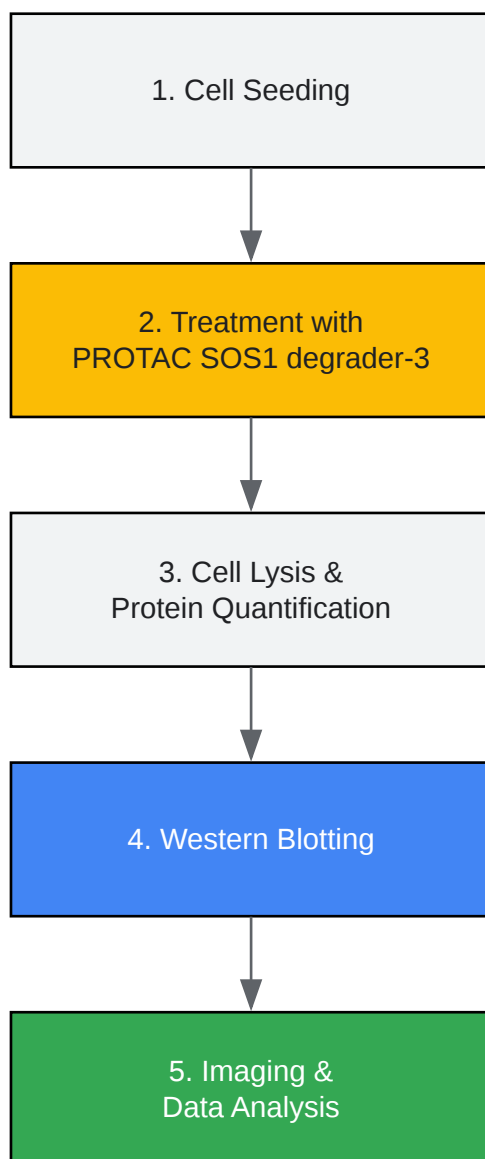 1. Cell Seeding
2. Treatment with
PROTAC SOS1 degrader-3
3. Cell Lysis &
Protein Quantification
4. Western Blotting
5. Imaging &
Data Analysis